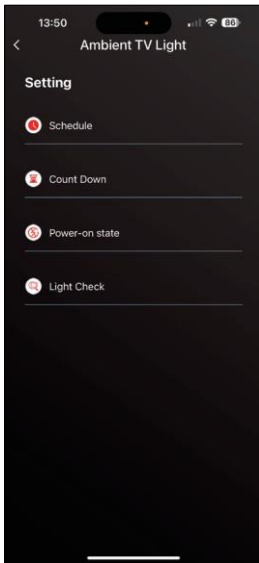 13:50
86
Ambient TV Light
Setting
Schedule
Count Down
Power-on state
Light Check